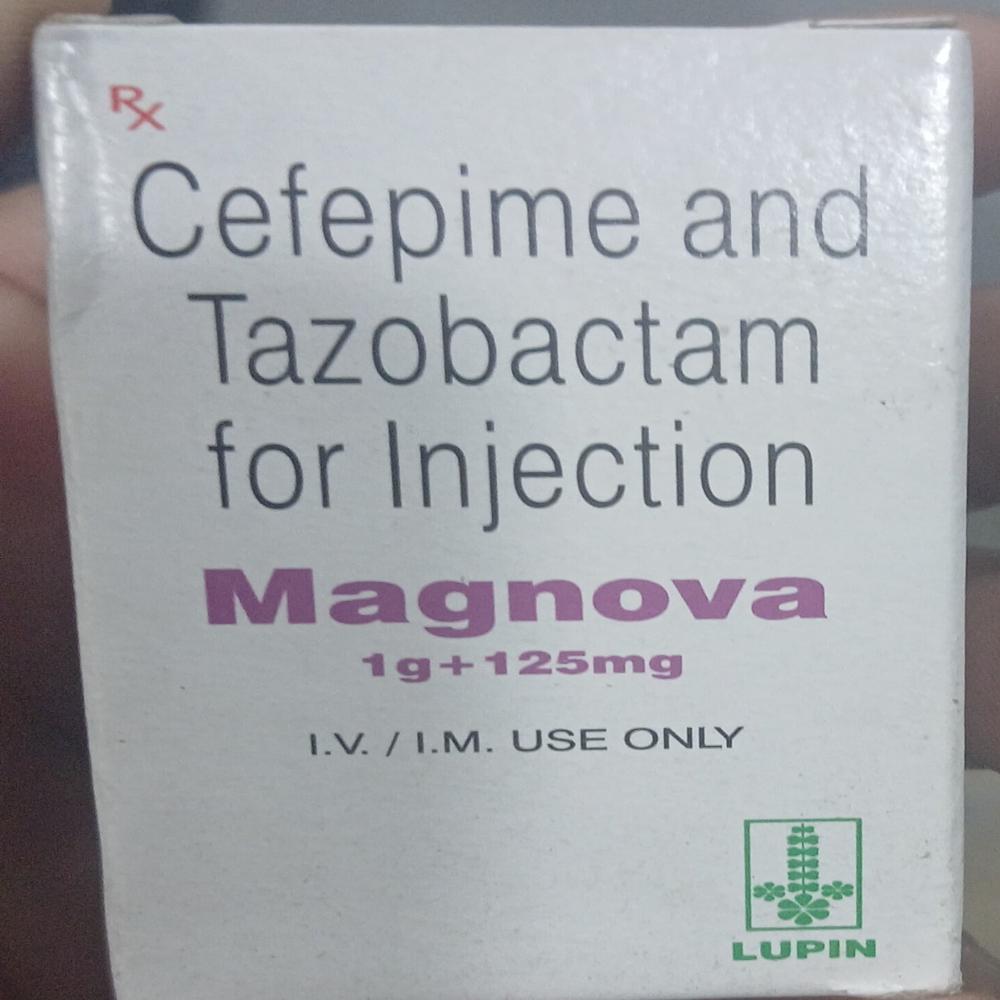 Rx
Cefepime and
Tazobactam
for Injection
Magnova
1g+125mg
I.V. / I.M. USE ONLY
LUPIN